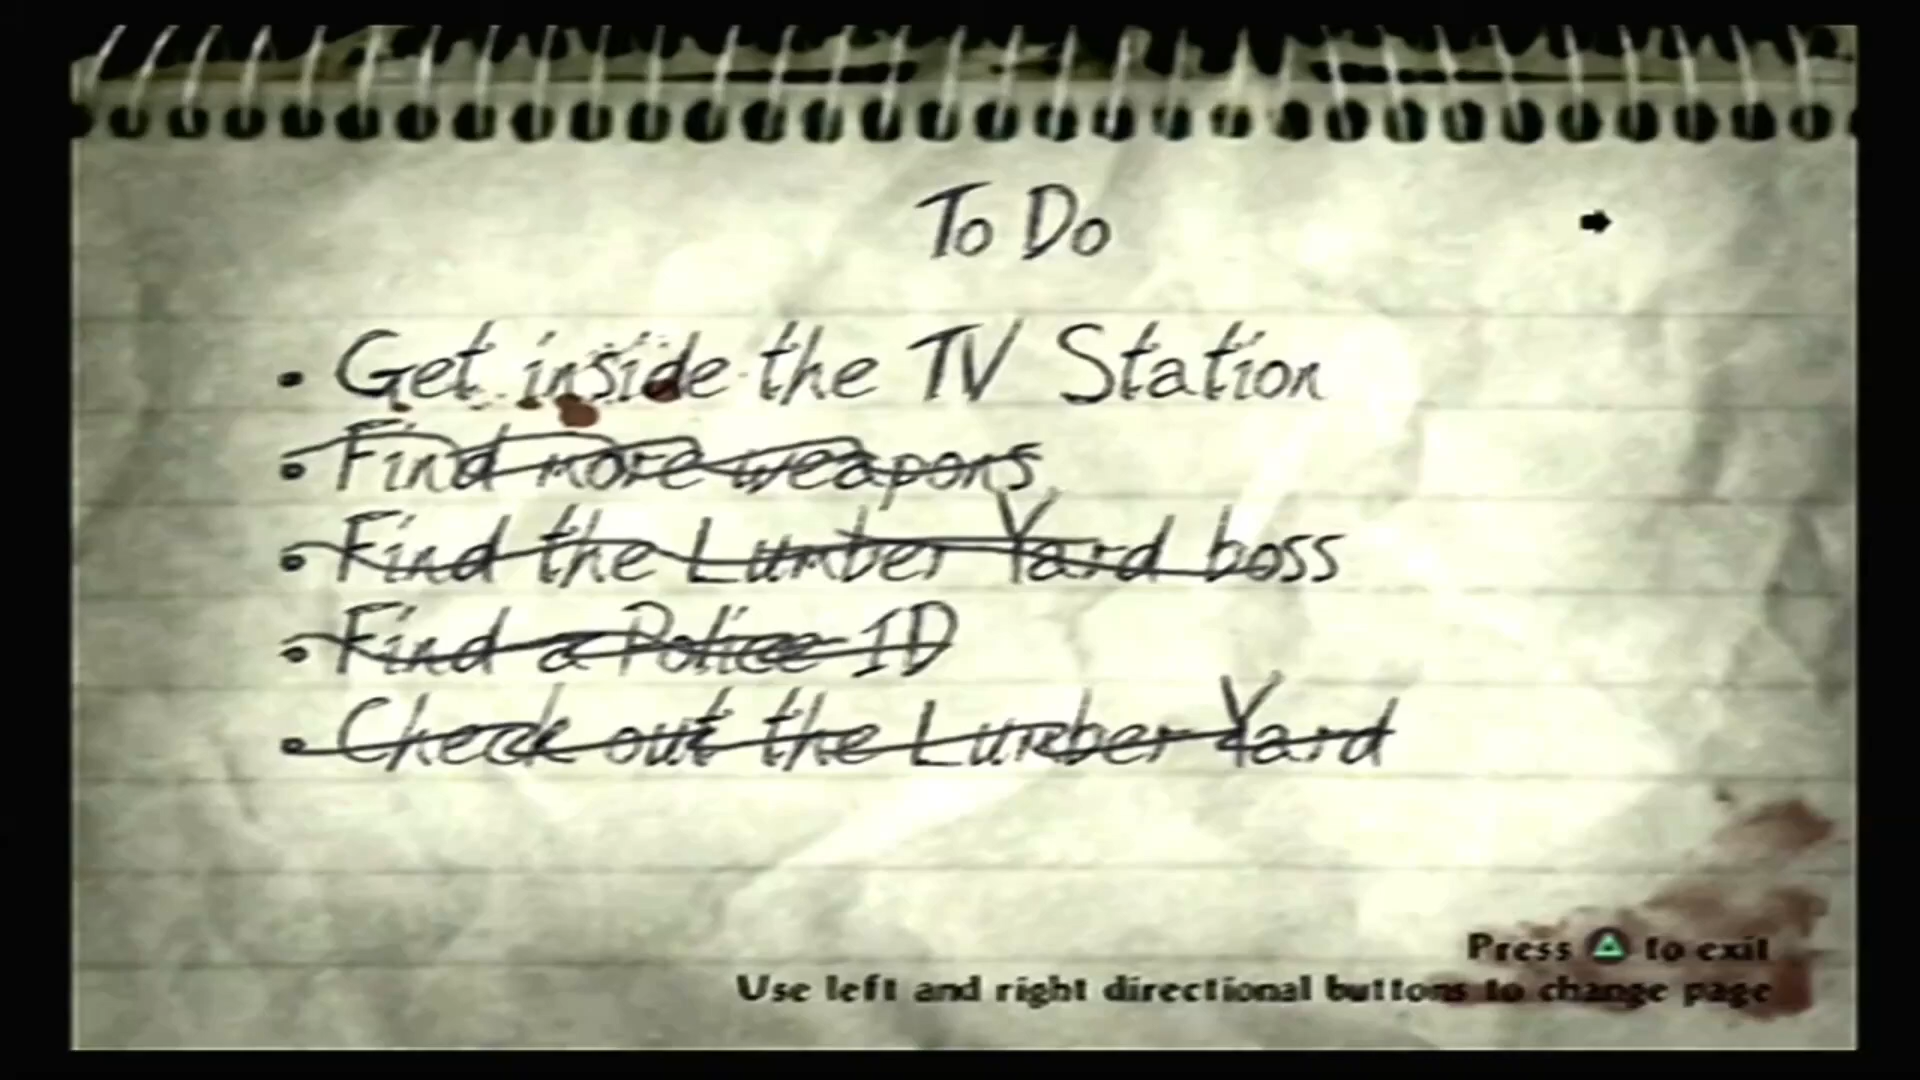 To Do
• Get inside the TV Station
• Find more weapons
• Find the Lumber Yard boss
• Find a Police ID
• Check out the Lumber Yard
Press △ to exit
Use left and right directional buttons to change page